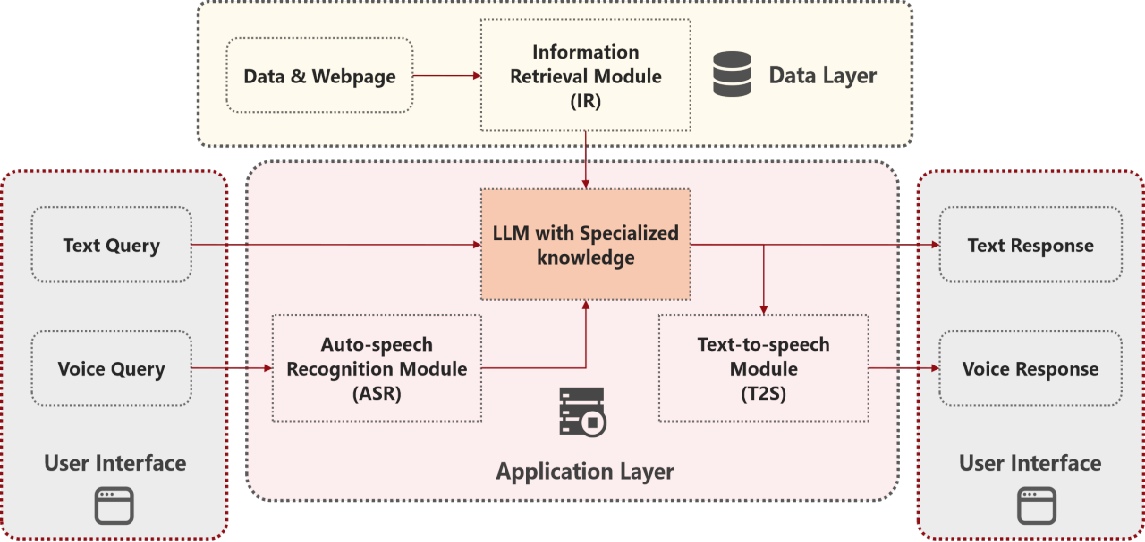 Data & Webpage
Information
Retrieval Module
(IR)
Data Layer
Text Query
LLM with Specialized
knowledge
Text Response
Voice Query
Auto-speech
Recognition Module
(ASR)
Text-to-speech
Module
(T2S)
Voice Response
User Interface
Application Layer
User Interface